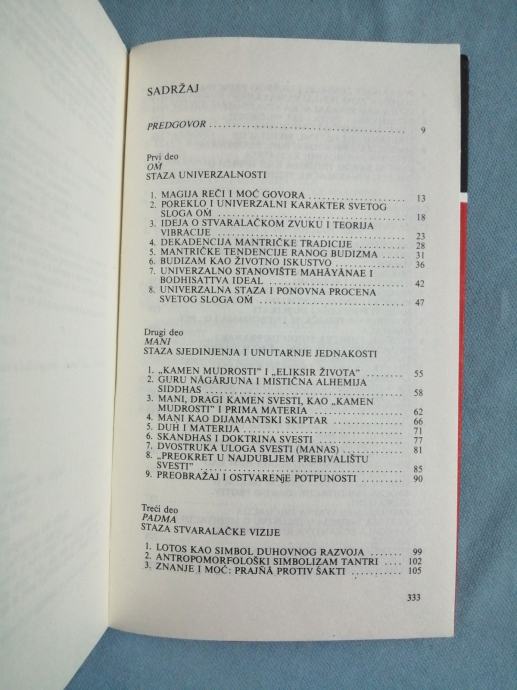 SADRŽAJ
PREDGOVOR ........................................ 9
Prvi deo
OM
STAZA UNIVERZALNOSTI
1. MAGIJA REČI I MOĆ GOVORA .................... 13
2. POREKLO I UNIVERZALNI KARAKTER SVETOG
SLOGA OṀ .................................... 18
3. IDEJA O STVARALAČKOM ZVUKU I TEORIJA
VIBRACIJE .................................... 23
4. DEKADENCIJA MANTRIČKE TRADICIJE ............ 28
5. MANTRIČKE TENDENCIJE RANOG BUDIZMA ...... 31
6. BUDIZAM KAO ŽIVOTNO ISKUSTVO .............. 36
7. UNIVERZALNO STANOVIŠTE MAHĀYĀNAE I
BODHISATTVA IDEAL .......................... 42
8. UNIVERZALNA STAZA I PONOVNA PROCENA
SVETOG SLOGA OṀ ............................ 47
Drugi deo
MANI
STAZA SJEDINJENJA I UNUTARNJE JEDNAKOSTI
1. „KAMEN MUDROSTI" I „ELIKSIR ŽIVOTA" ........ 55
2. GURU NĀGĀRJUNA I MISTIČNA ALHEMIJA
SIDDHAS ...................................... 58
3. MANI, DRAGI KAMEN SVESTI, KAO „KAMEN
MUDROSTI" I PRIMA MATERIA .................. 62
4. MANI KAO DIJAMANTSKI SKIPTAR .............. 66
5. DUH I MATERIJA ............................ 71
6. SKANDHAS I DOKTRINA SVESTI ................ 77
7. DVOSTRUKA ULOGA SVESTI (MANAS) ............ 81
8. „PREOKRET U NAJDUBLJEM PREBIVALIŠTU
SVESTI" ...................................... 85
9. PREOBRAŽAJ I OSTVARENJE POTPUNOSTI ........ 90
Treći deo
PADMA
STAZA STVARALAČKE VIZIJE
1. LOTOS KAO SIMBOL DUHOVNOG RAZVOJA ...... 99
2. ANTROPOMORFOLOŠKI SIMBOLIZAM TANTRI .... 102
3. ZNANJE I MOĆ: PRAJÑĀ PROTIV ŠAKTI .......... 105
333